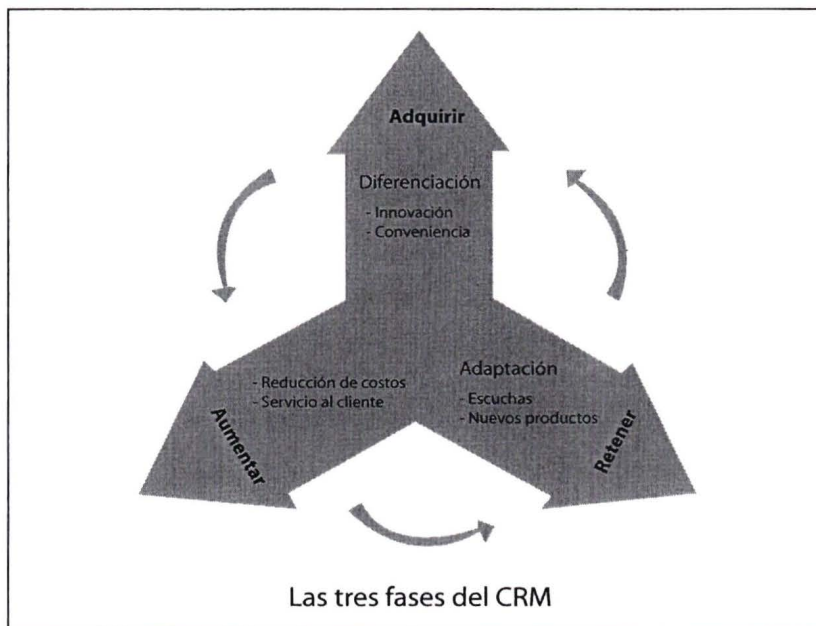 Adquirir
Diferenciación
- Innovación
- Conveniencia
- Reducción de costos
- Servicio al cliente
Aumentar
Adaptación
- Escuchas
- Nuevos productos
Retener
Las tres fases del CRM